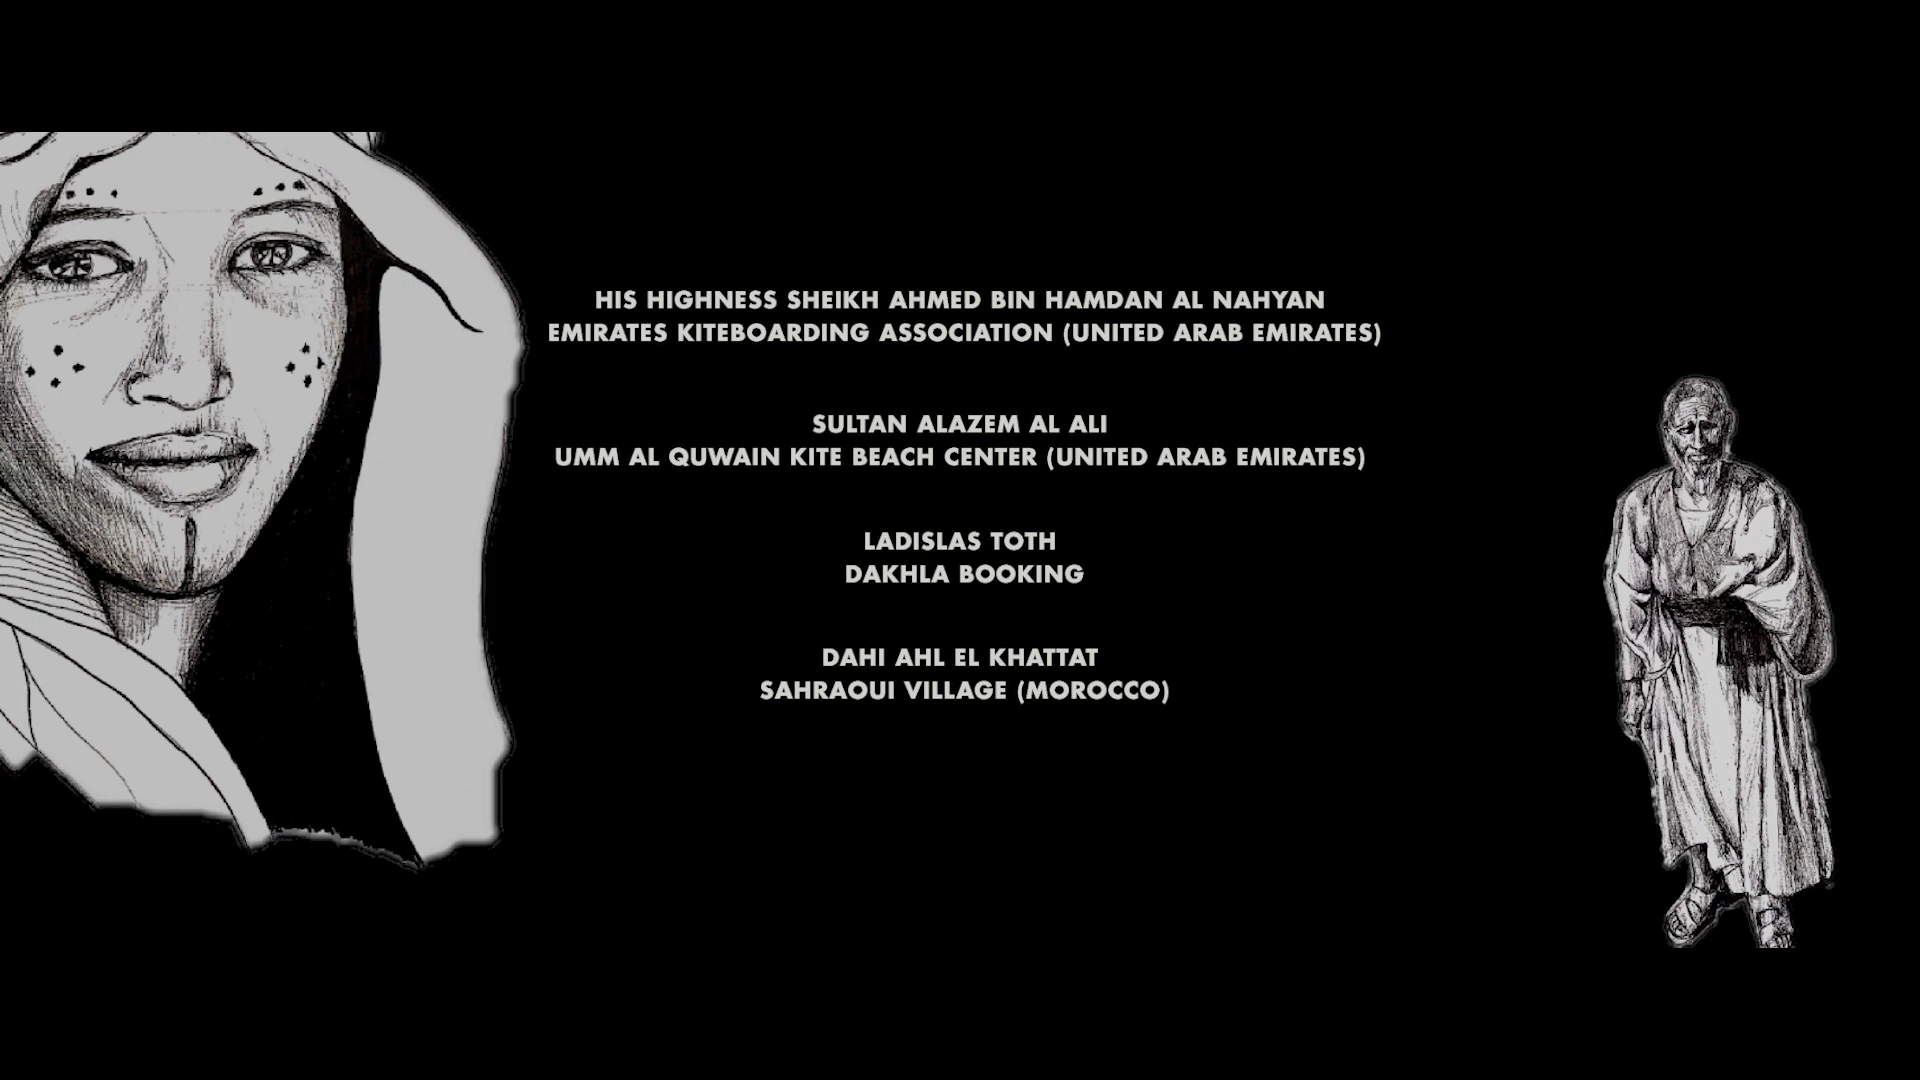 HIS HIGHNESS SHEIKH AHMED BIN HAMDAN AL NAHYAN
EMIRATES KITEBOARDING ASSOCIATION (UNITED ARAB EMIRATES)
SULTAN ALAZEM AL ALI
UMM AL QUWAIN KITE BEACH CENTER (UNITED ARAB EMIRATES)
LADISLAS TOTH
DAKHLA BOOKING
DAHI AHL EL KHATTAT
SAHRAOUI VILLAGE (MOROCCO)